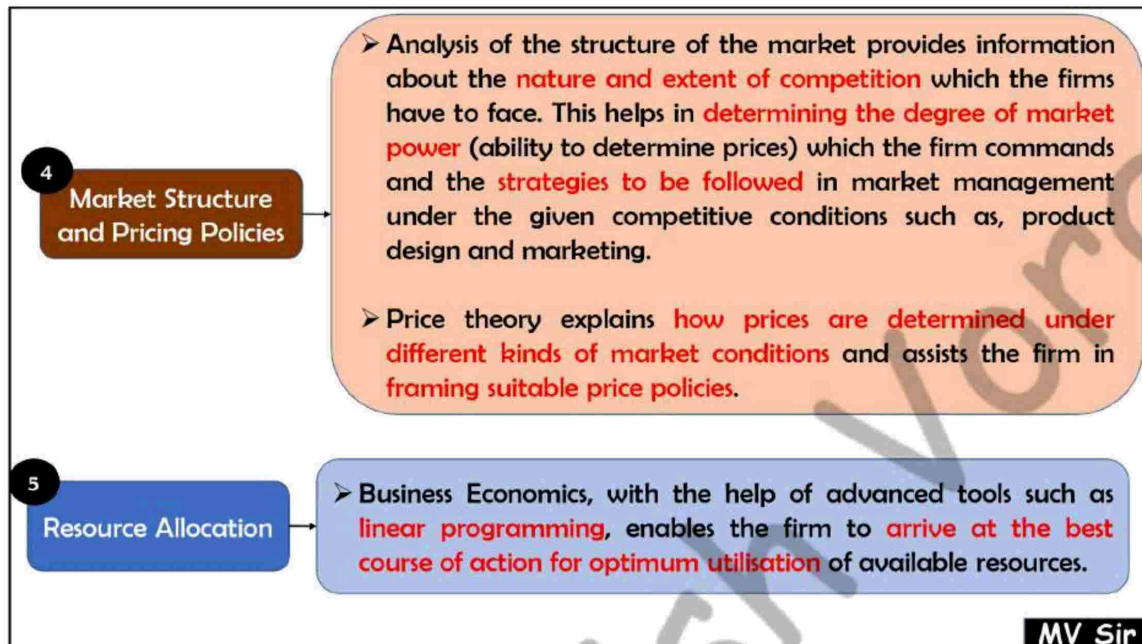 ➢ Analysis of the structure of the market provides information
about the nature and extent of competition which the firms
have to face. This helps in determining the degree of market
power (ability to determine prices) which the firm commands
and the strategies to be followed in market management
under the given competitive conditions such as, product
design and marketing.
4
Market Structure
and Pricing Policies
➢ Price theory explains how prices are determined under
different kinds of market conditions and assists the firm in
framing suitable price policies.
5
Resource Allocation
➢ Business Economics, with the help of advanced tools such as
linear programming, enables the firm to arrive at the best
course of action for optimum utilisation of available resources.
MV Sir